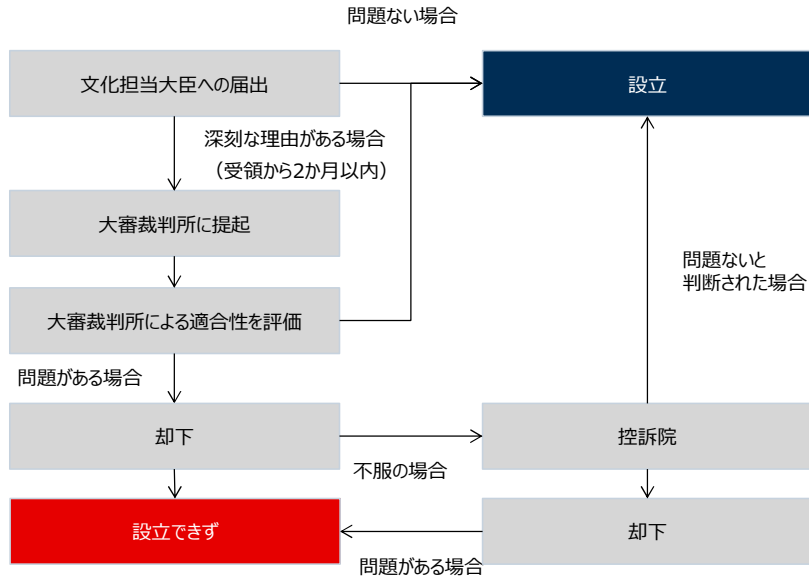 問題ない場合
文化担当大臣への届出
設立
深刻な理由がある場合
（受領から2か月以内）
大審裁判所に提起
問題ないと
判断された場合
大審裁判所による適合性を評価
問題がある場合
却下
控訴院
不服の場合
設立できず
却下
問題がある場合